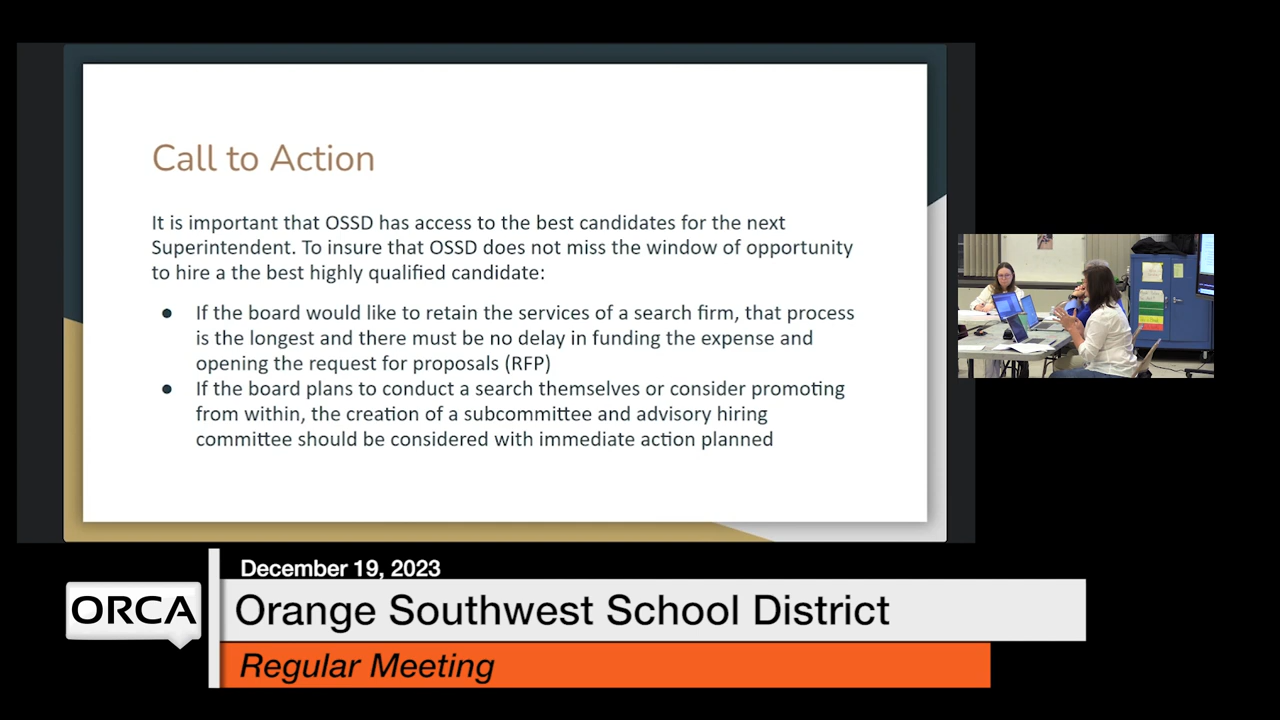 Call to Action
It is important that OSSD has access to the best candidates for the next
Superintendent. To insure that OSSD does not miss the window of opportunity
to hire a the best highly qualified candidate:
● If the board would like to retain the services of a search firm, that process
is the longest and there must be no delay in funding the expense and
opening the request for proposals (RFP)
● If the board plans to conduct a search themselves or consider promoting
from within, the creation of a subcommittee and advisory hiring
committee should be considered with immediate action planned
December 19, 2023
ORCA
Orange Southwest School District
Regular Meeting